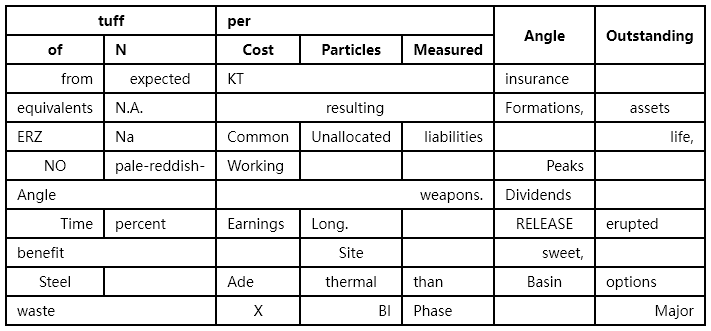 tuff per Angle Outstanding
of N Cost Particles Measured
from expected KT insurance
equivalents N.A. resulting Formations, assets
ERZ Na Common Unallocated liabilities life,
NO pale-reddish- Working Peaks
Angle weapons. Dividends
Time percent Earnings Long. RELEASE erupted
benefit Site sweet,
Steel Ade thermal than Basin options
waste X BI Phase Major